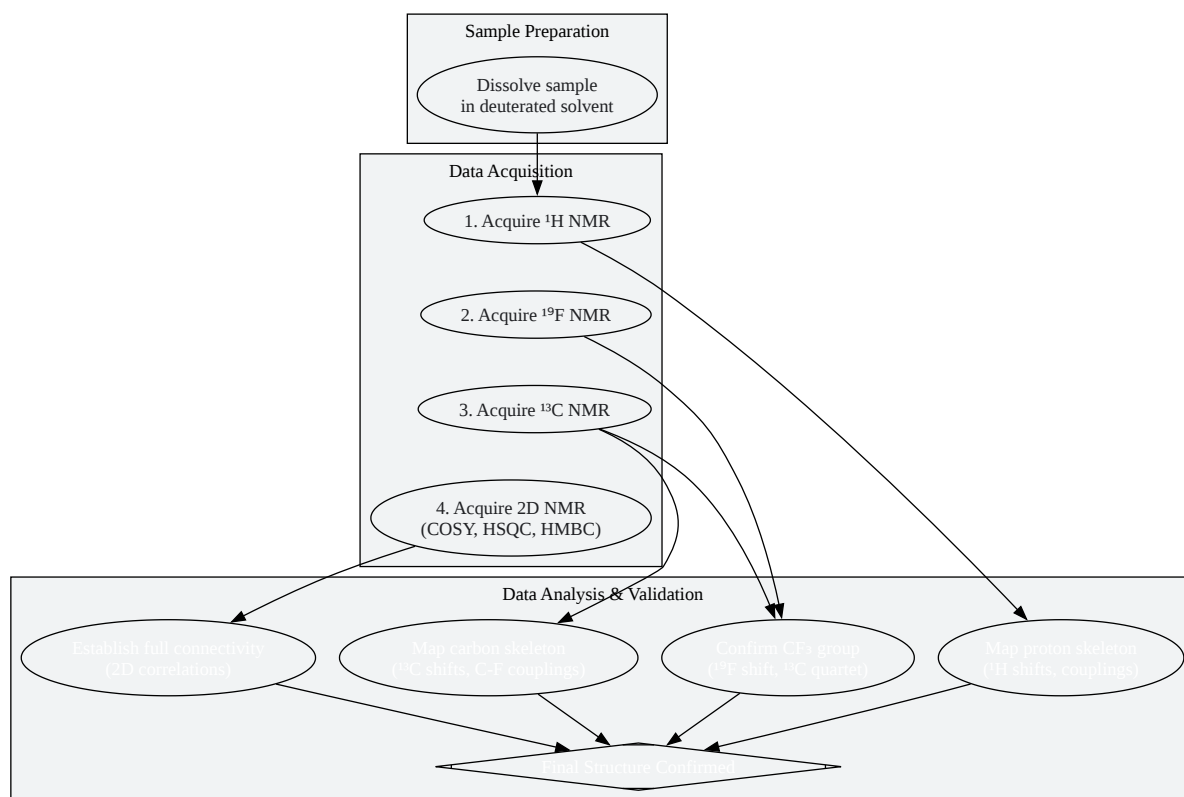 Sample Preparation
Dissolve sample
in deuterated solvent
Data Acquisition
1. Acquire ¹H NMR
2. Acquire ¹⁹F NMR
3. Acquire ¹³C NMR
4. Acquire 2D NMR
(COSY, HSQC, HMBC)
Data Analysis & Validation
Establish full connectivity
(2D correlations)
Map carbon skeleton
(¹³C shifts, C-F couplings)
Confirm CF₃ group
(¹⁹F shift, ¹³C quartet)
Map proton skeleton
(¹H shifts, couplings)
Final Structure Confirmed